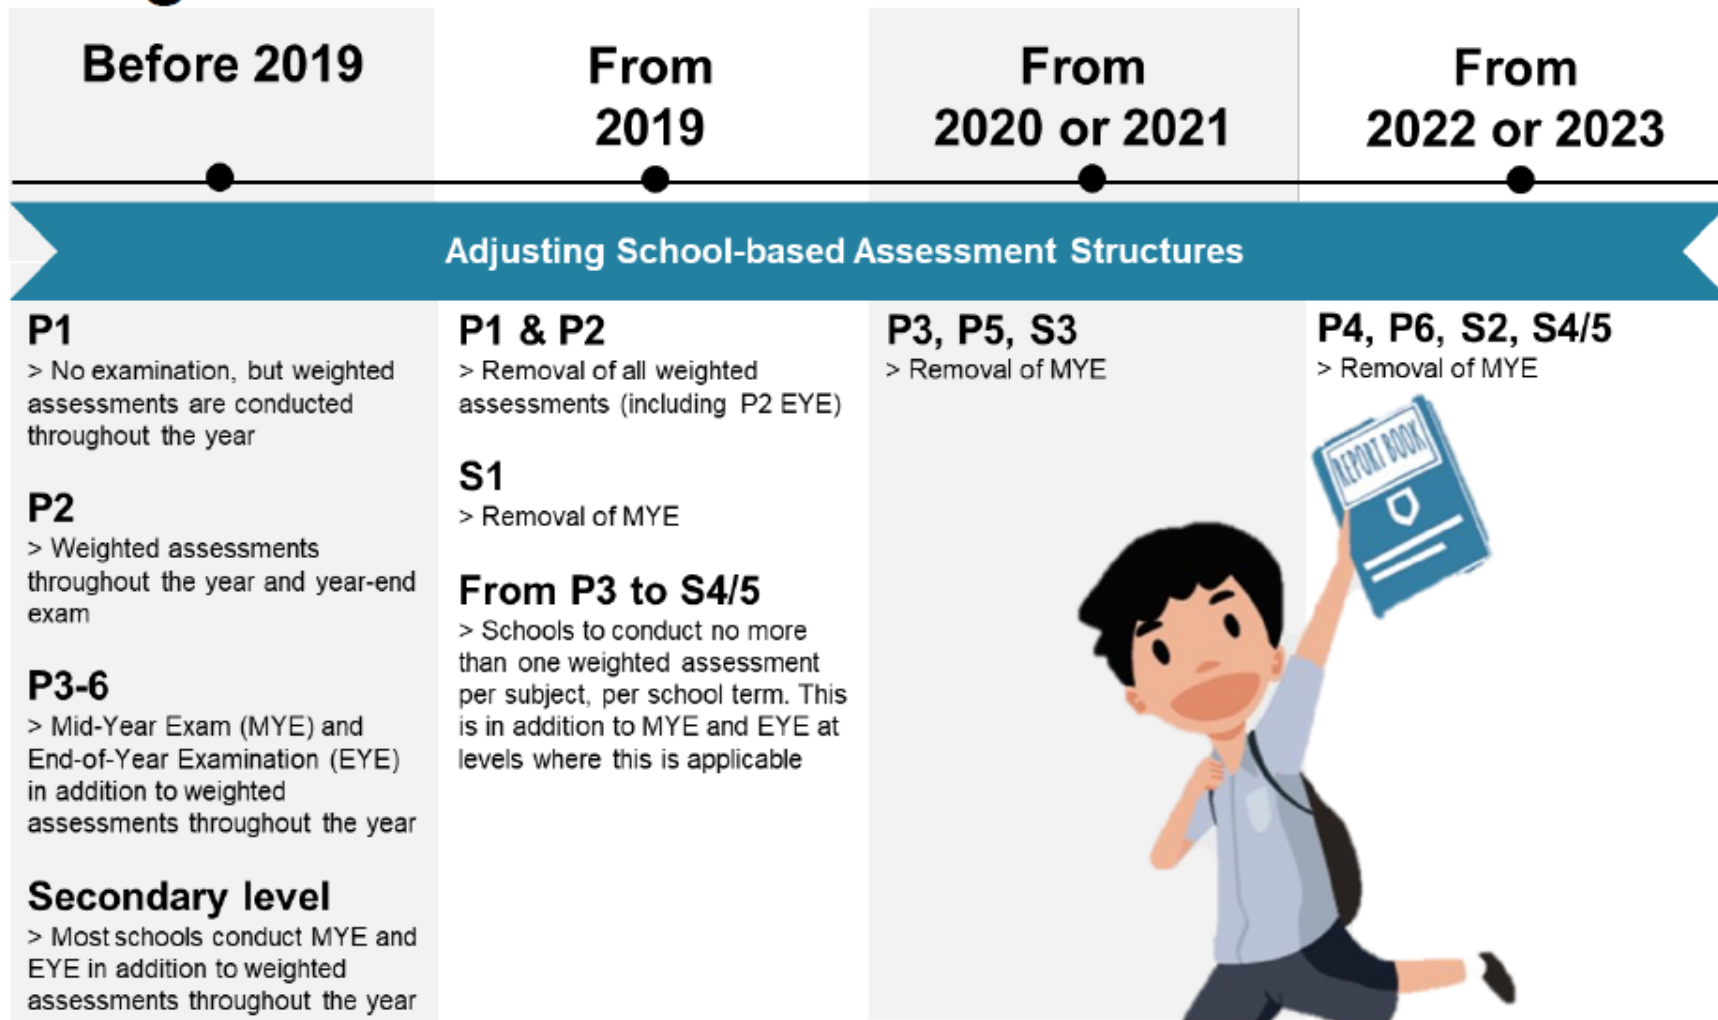 Before 2019
From
2019
From
2020 or 2021
From
2022 or 2023
Adjusting School-based Assessment Structures
P1
> No examination, but weighted
assessments are conducted
throughout the year
P2
> Weighted assessments
throughout the year and year-end
exam
P3-6
> Mid-Year Exam (MYE) and
End-of-Year Examination (EYE)
in addition to weighted
assessments throughout the year
Secondary level
> Most schools conduct MYE and
EYE in addition to weighted
assessments throughout the year
P1 & P2
> Removal of all weighted
assessments (including P2 EYE)
S1
> Removal of MYE
From P3 to S4/5
> Schools to conduct no more
than one weighted assessment
per subject, per school term. This
is in addition to MYE and EYE at
levels where this is applicable
P3, P5, S3
> Removal of MYE
P4, P6, S2, S4/5
> Removal of MYE
REPORT BOOK